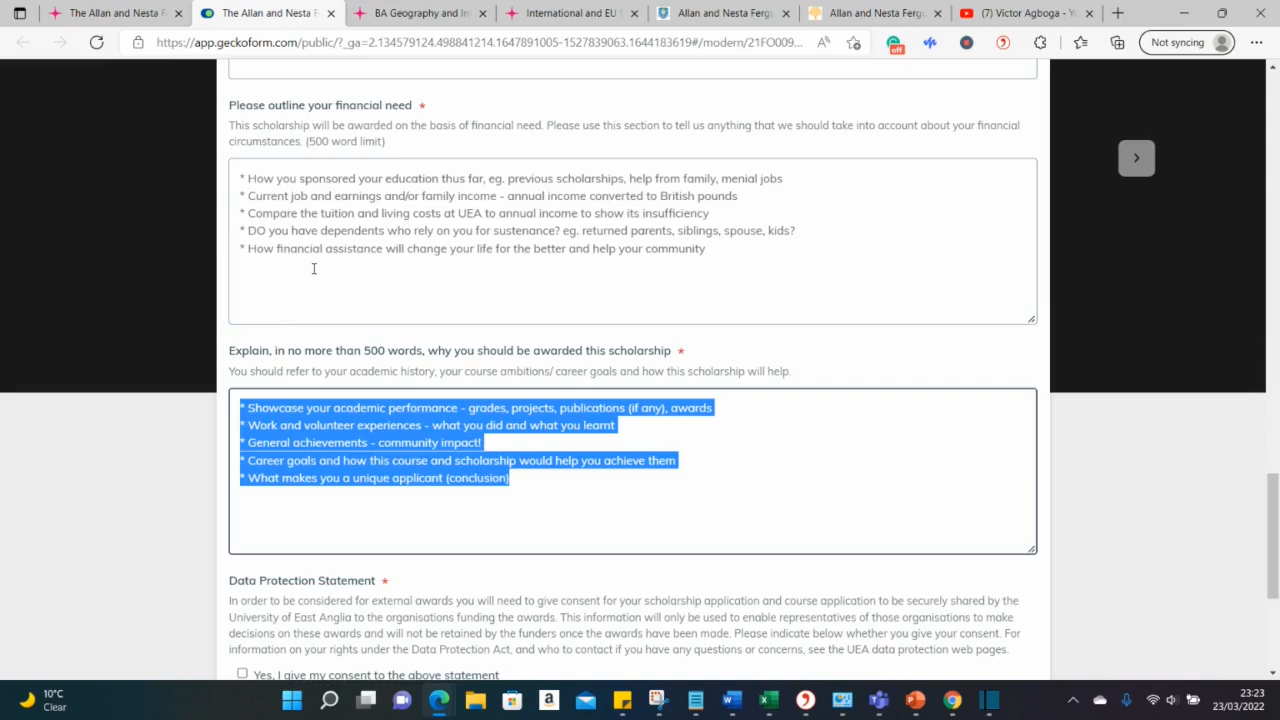 The Allan and Nesta F
The Allan and Nesta F
BA Geography and In
International and EU S
Allan and Nesta Fergu
Allan and Nesta Fergu
(7) Victor Agboga - Yo
https://app.geckoform.com/public/?_ga=2.134579124.498841214.1647891005-1527839063.1644183619#/modern/21FO009...
off
Not syncing
Please outline your financial need *
This scholarship will be awarded on the basis of financial need. Please use this section to tell us anything that we should take into account about your financial
circumstances. (500 word limit)
* How you sponsored your education thus far, eg. previous scholarships, help from family, menial jobs
* Current job and earnings and/or family income - annual income converted to British pounds
* Compare the tuition and living costs at UEA to annual income to show its insufficiency
* DO you have dependents who rely on you for sustenance? eg. returned parents, siblings, spouse, kids?
* How financial assistance will change your life for the better and help your community
Explain, in no more than 500 words, why you should be awarded this scholarship *
You should refer to your academic history, your course ambitions/ career goals and how this scholarship will help.
* Showcase your academic performance - grades, projects, publications (if any), awards
* Work and volunteer experiences - what you did and what you learnt
* General achievements - community impact!
* Career goals and how this course and scholarship would help you achieve them
* What makes you a unique applicant (conclusion)
Data Protection Statement *
In order to be considered for external awards you will need to give consent for your scholarship application and course application to be securely shared by the
University of East Anglia to the organisations funding the awards. This information will only be used to enable representatives of those organisations to make
decisions on these awards and will not be retained by the funders once the awards have been made. Please indicate below whether you give your consent. For
information on your rights under the Data Protection Act, and who to contact if you have any questions or concerns, see the UEA data protection web pages.
Yes, I give my consent to the above statement
10°C
Clear
23:23
23/03/2022